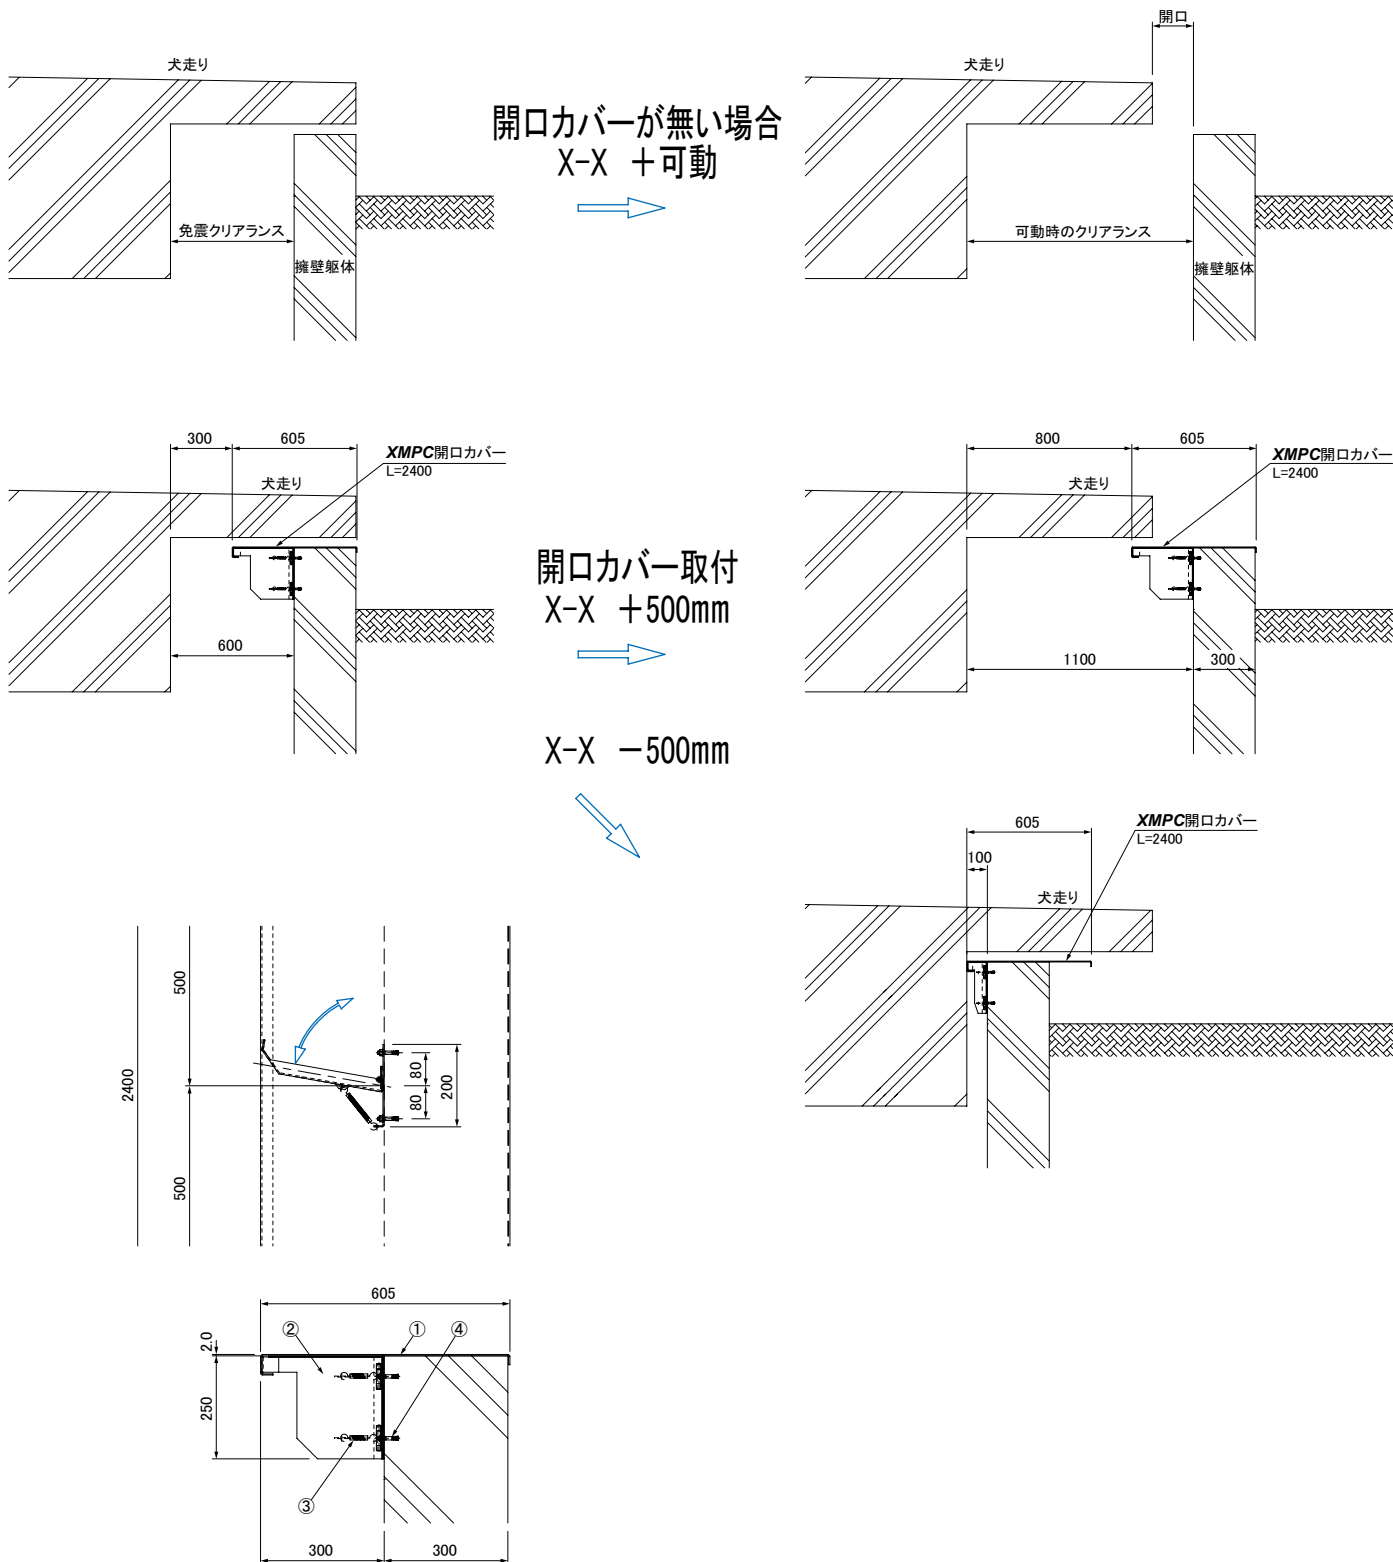 開口
犬走り
犬走り
開口カバーが無い場合
X-X ＋可動
免震クリアランス
可動時のクリアランス
擁壁躯体
擁壁躯体
300
605
XMPC開口カバー
L=2400
犬走り
600
800
605
XMPC開口カバー
L=2400
犬走り
1100
300
開口カバー取付
X-X ＋500mm
X-X －500mm
605
XMPC開口カバー
L=2400
100
犬走り
2400
500
500
80
80
200
605
2.0
250
②
①
④
③
300
300